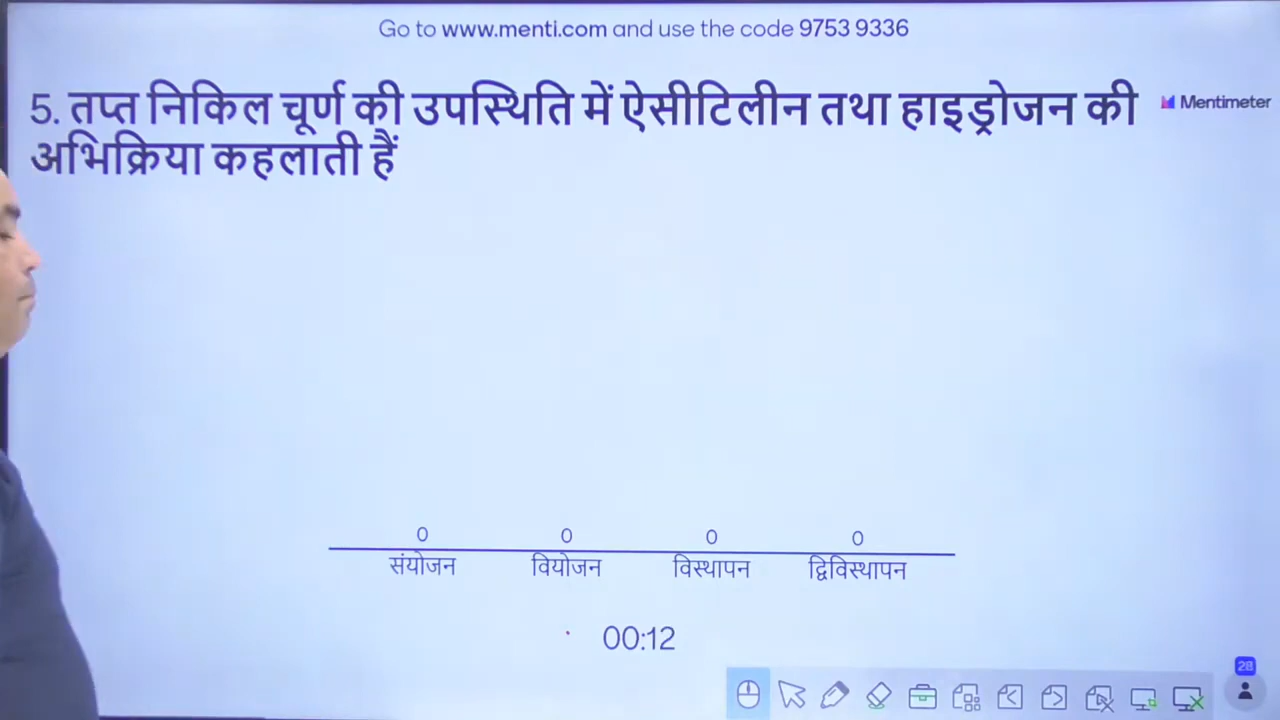 Go to www.menti.com and use the code 9753 9336
5. तप्त निकिल चूर्ण की उपस्थिति में ऐसीटिलीन तथा हाइड्रोजन की
Mentimeter
अभिक्रिया कहलाती हैं
0 0 0 0
संयोजन वियोजन विस्थापन द्विविस्थापन
00:12
28